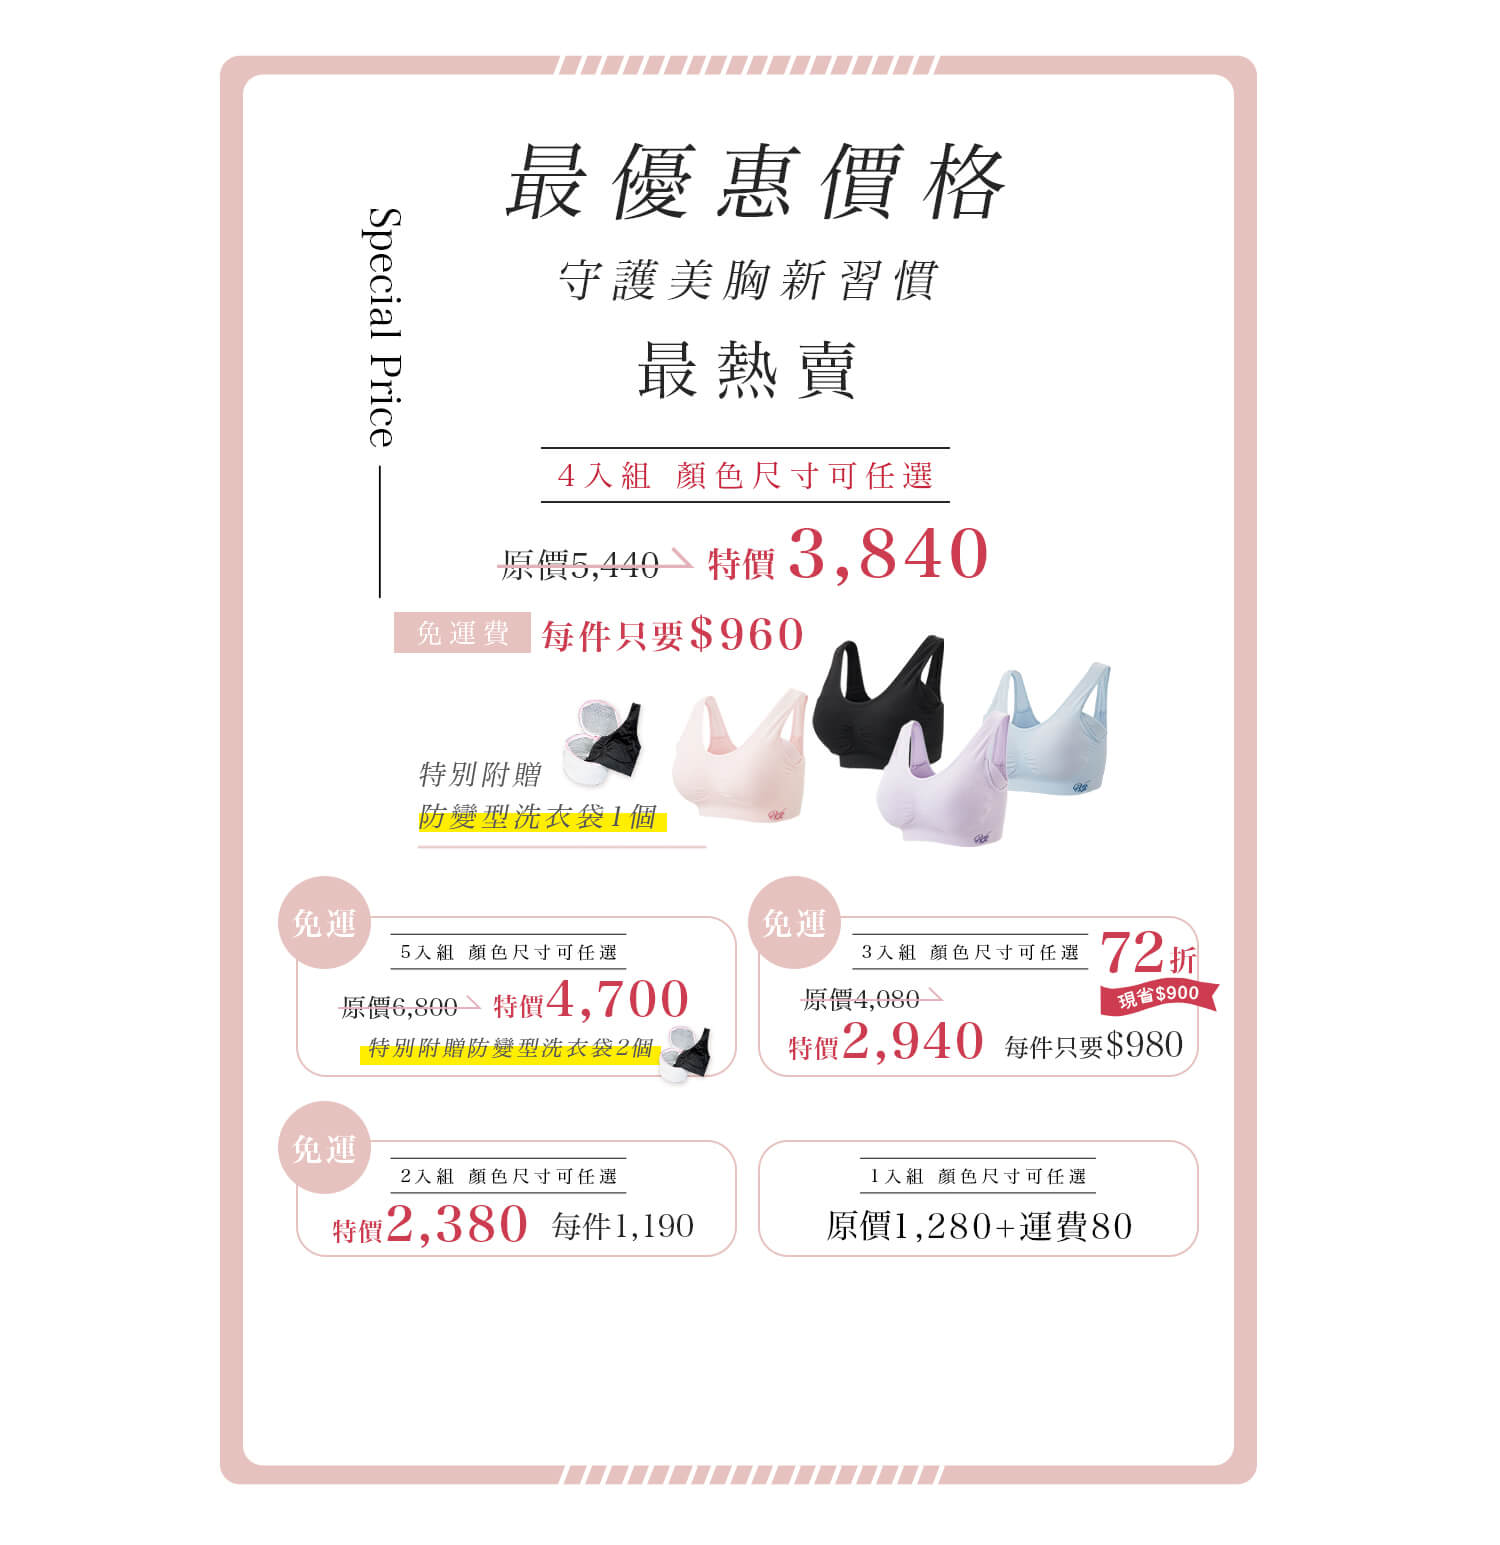 Special Price
最優惠價格
守護美胸新習慣
最熱賣
4入組 顏色尺寸可任選
原價5,440 特價3,840
免運費 每件只要$960
特別附贈
防變型洗衣袋1個
免運
5入組 顏色尺寸可任選
原價6,800 特價4,700
特別附贈防變型洗衣袋2個
免運
3入組 顏色尺寸可任選
72折
現省$900
原價4,080
特價2,940 每件只要$980
免運
2入組 顏色尺寸可任選
特價2,380 每件1,190
1入組 顏色尺寸可任選
原價1,280+運費80